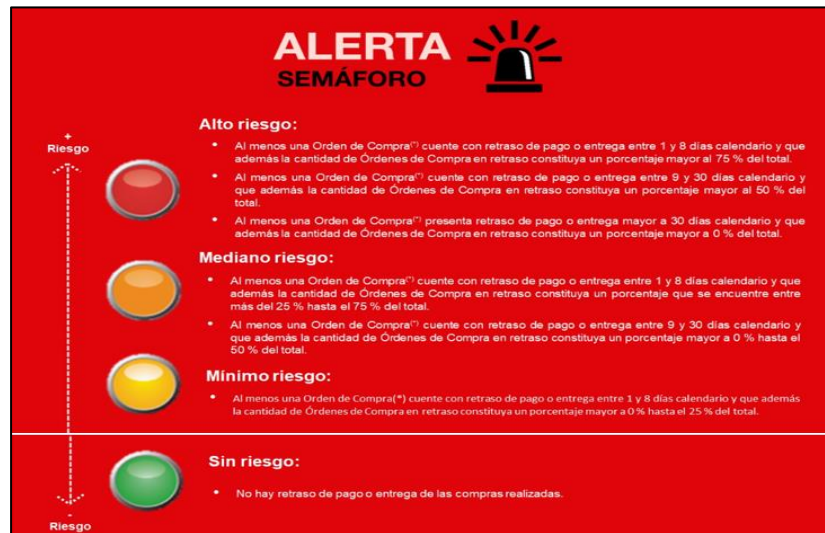 ALERTA
SEMÁFORO
+
Riesgo
Alto riesgo:
• Al menos una Orden de Compra(*) cuente con retraso de pago o entrega entre 1 y 8 días calendario y que
además la cantidad de Órdenes de Compra en retraso constituya un porcentaje mayor al 75 % del total.
• Al menos una Orden de Compra(*) cuente con retraso de pago o entrega entre 9 y 30 días calendario y
que además la cantidad de Órdenes de Compra en retraso constituya un porcentaje mayor al 50 % del
total.
• Al menos una Orden de Compra(*) presenta retraso de pago o entrega mayor a 30 días calendario y que
además la cantidad de Órdenes de Compra en retraso constituya un porcentaje mayor a 0 % del total.
Mediano riesgo:
• Al menos una Orden de Compra(*) cuente con retraso de pago o entrega entre 1 y 8 días calendario y que
además la cantidad de Órdenes de Compra en retraso constituya un porcentaje que se encuentre entre
más del 25 % hasta el 75 % del total.
• Al menos una Orden de Compra(*) cuente con retraso de pago o entrega entre 9 y 30 días calendario y
que además la cantidad de Órdenes de Compra en retraso constituya un porcentaje mayor a 0 % hasta el
50 % del total.
Mínimo riesgo:
• Al menos una Orden de Compra(*) cuente con retraso de pago o entrega entre 1 y 8 días calendario y que además
la cantidad de Órdenes de Compra en retraso constituya un porcentaje mayor a 0 % hasta el 25 % del total.
Sin riesgo:
• No hay retraso de pago o entrega de las compras realizadas.
-
Riesgo